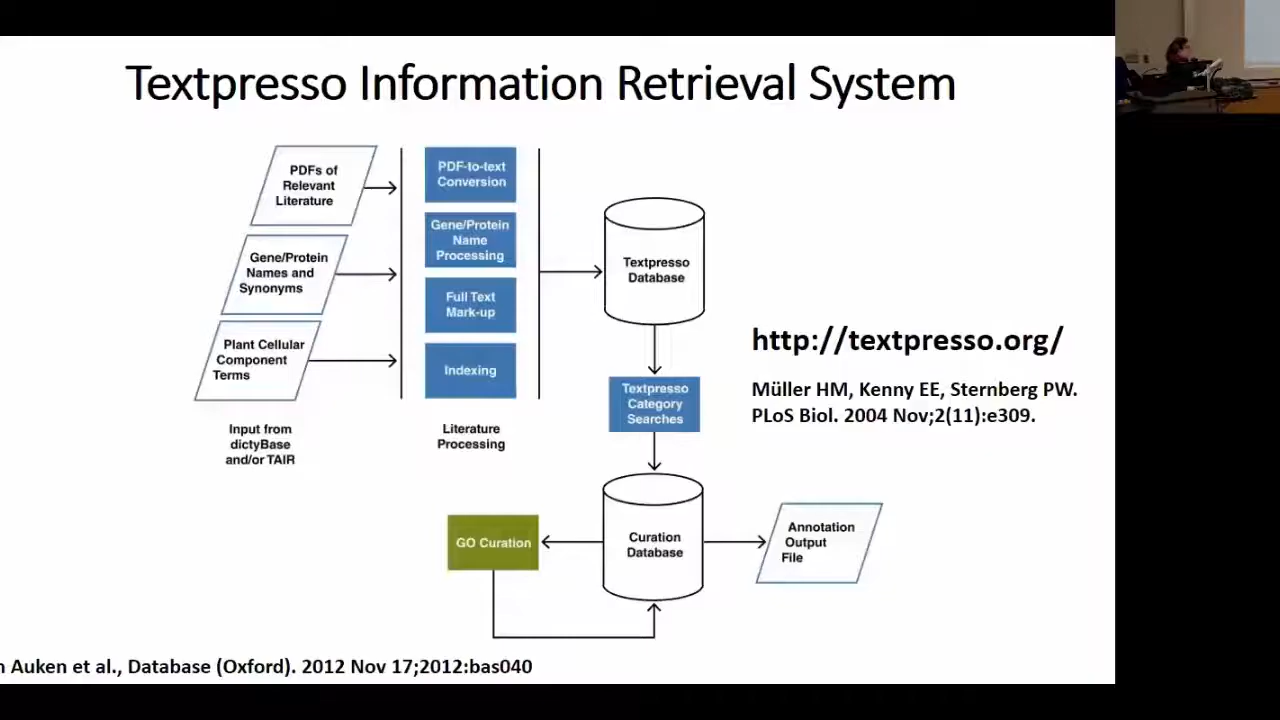 Textpresso Information Retrieval System
PDFs of
Relevant
Literature
Gene/Protein
Names and
Synonyms
Plant Cellular
Component
Terms
Input from
dictyBase
and/or TAIR
PDF-to-text
Conversion
Gene/Protein
Name
Processing
Full Text
Mark-up
Indexing
Literature
Processing
Textpresso
Database
Textpresso
Category
Searches
http://textpresso.org/
Müller HM, Kenny EE, Sternberg PW.
PLoS Biol. 2004 Nov;2(11):e309.
GO Curation
Curation
Database
Annotation
Output
File
n Auken et al., Database (Oxford). 2012 Nov 17;2012:bas040